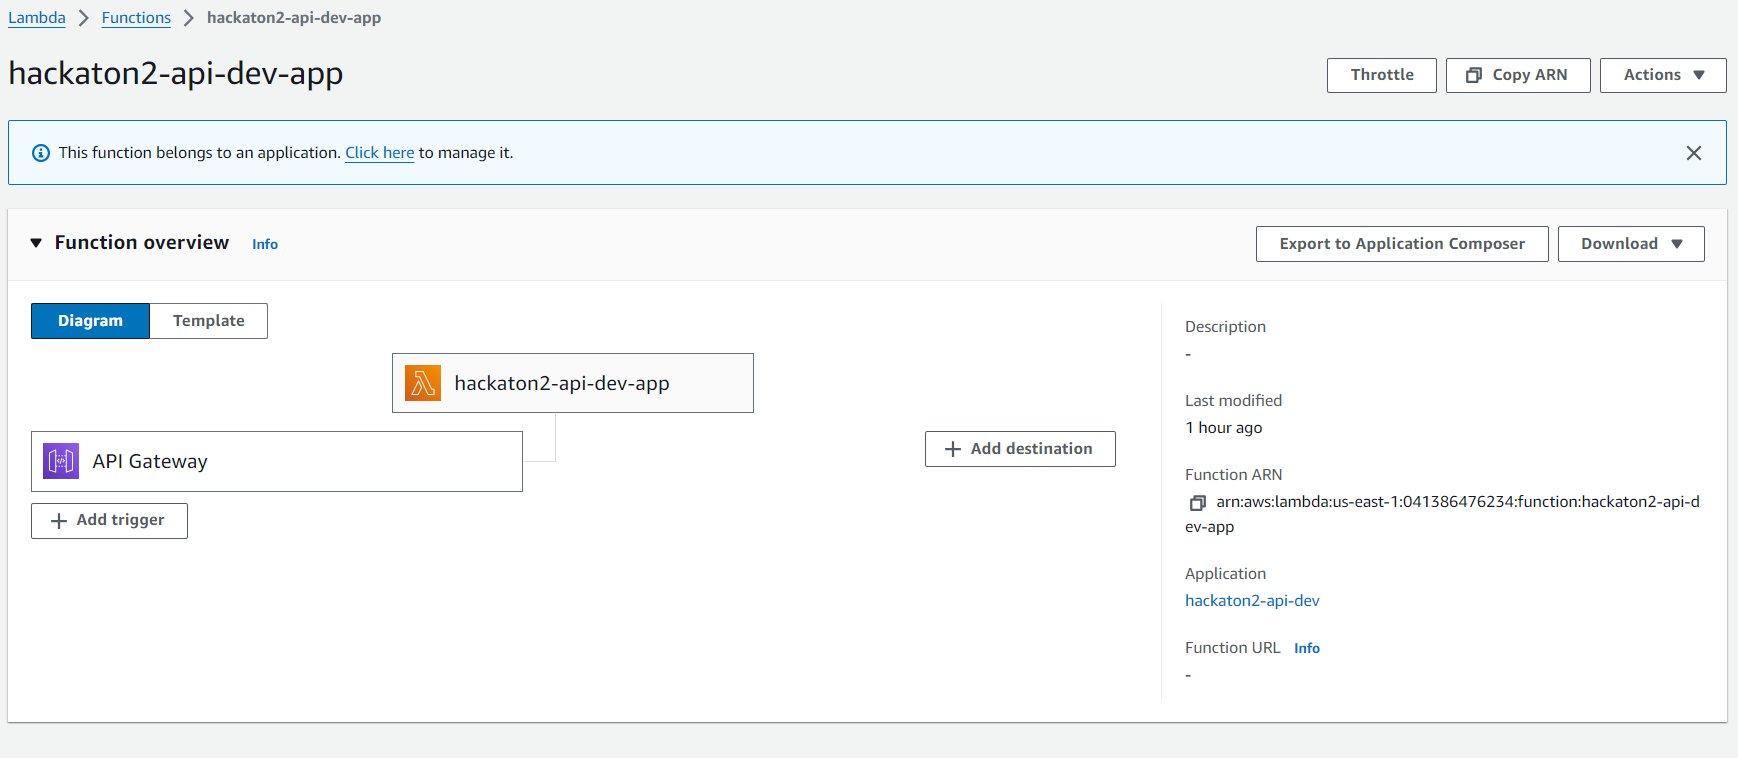 Lambda > Functions > hackaton2-api-dev-app
hackaton2-api-dev-app
Throttle
Copy ARN
Actions
This function belongs to an application. Click here to manage it.
Function overview Info
Export to Application Composer
Download
Diagram
Template
hackaton2-api-dev-app
API Gateway
Add trigger
Add destination
Description
-
Last modified
1 hour ago
Function ARN
arn:aws:lambda:us-east-1:041386476234:function:hackaton2-api-d
ev-app
Application
hackaton2-api-dev
Function URL Info
-